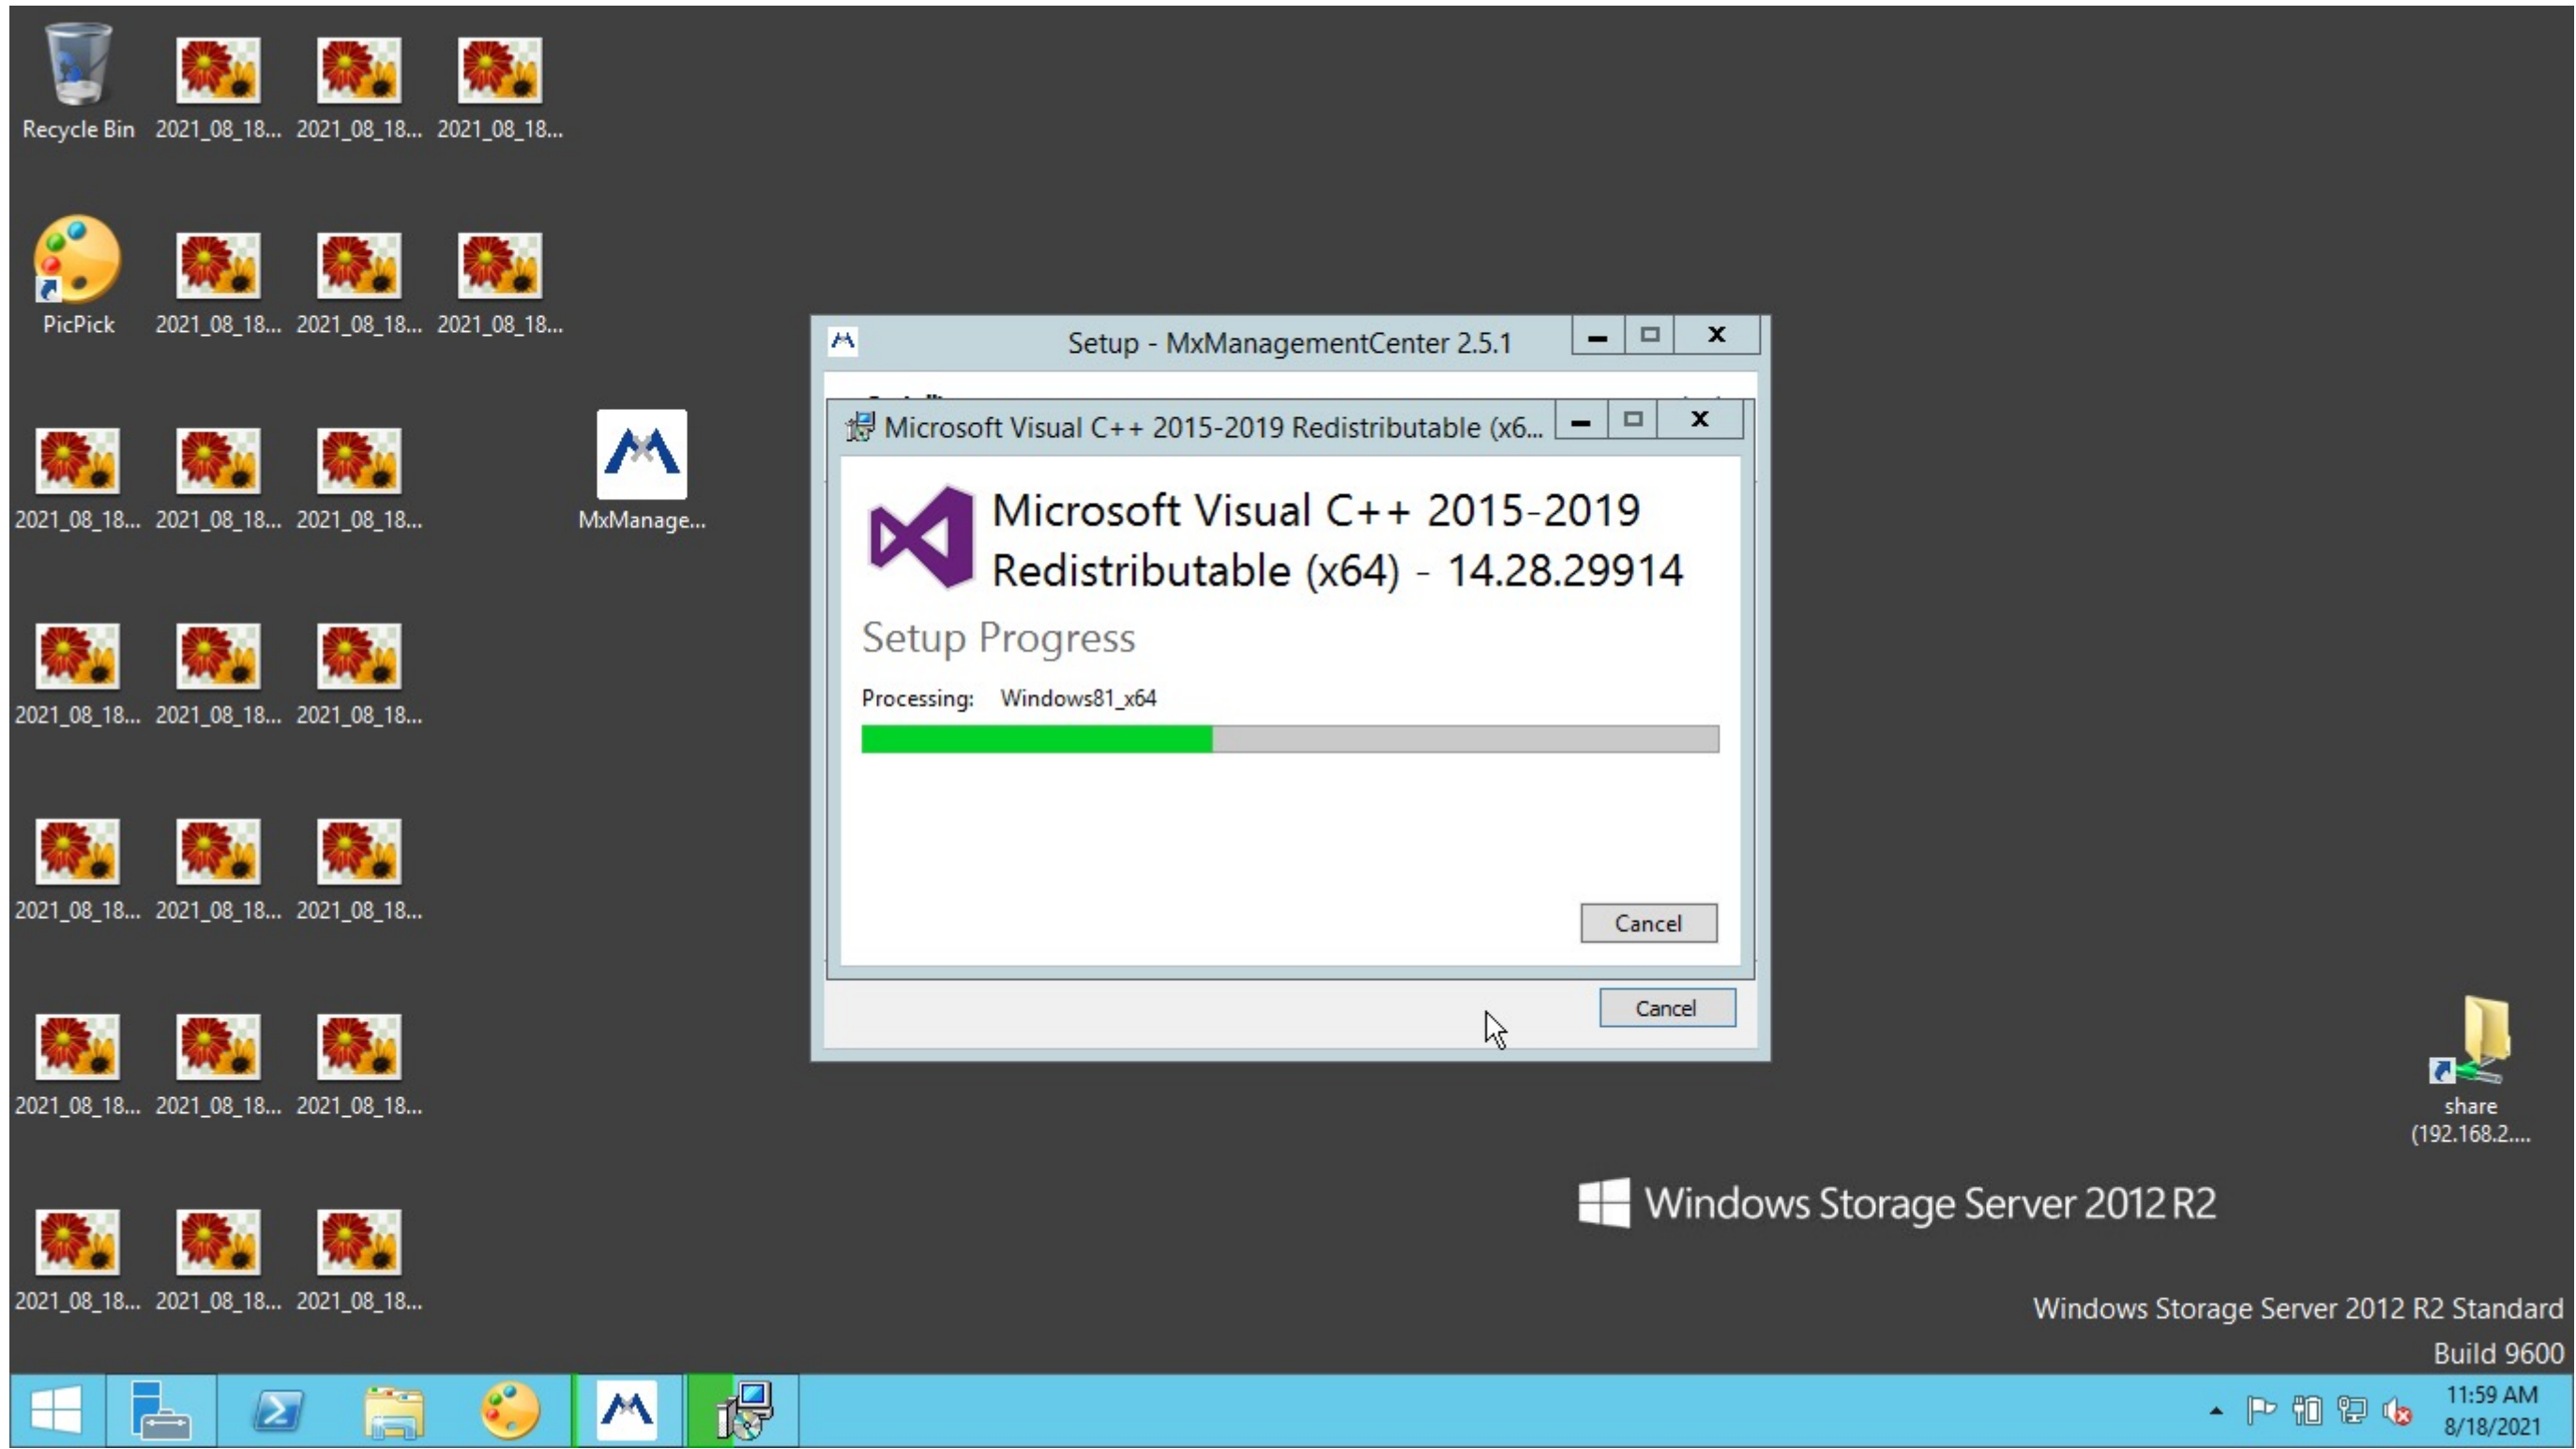 Recycle Bin
2021_08_18...
2021_08_18...
2021_08_18...
PicPick
2021_08_18...
2021_08_18...
2021_08_18...
2021_08_18...
2021_08_18...
2021_08_18...
MxManage...
2021_08_18...
2021_08_18...
2021_08_18...
2021_08_18...
2021_08_18...
2021_08_18...
2021_08_18...
2021_08_18...
2021_08_18...
2021_08_18...
2021_08_18...
2021_08_18...
Setup - MxManagementCenter 2.5.1
Microsoft Visual C++ 2015-2019 Redistributable (x6...
Microsoft Visual C++ 2015-2019
Redistributable (x64) - 14.28.29914
Setup Progress
Processing: Windows81_x64
Cancel
Cancel
share
(192.168.2....
Windows Storage Server 2012 R2
Windows Storage Server 2012 R2 Standard
Build 9600
11:59 AM
8/18/2021